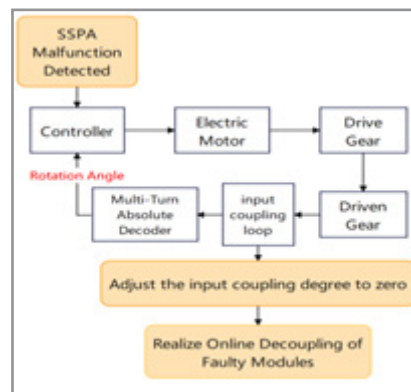 SSPA
Malfunction
Detected
Controller
Electric
Motor
Drive
Gear
Rotation Angle
Multi-Turn
Absolute
Decoder
input
coupling
loop
Driven
Gear
Adjust the input coupling degree to zero
Realize Online Decoupling of
Faulty Modules